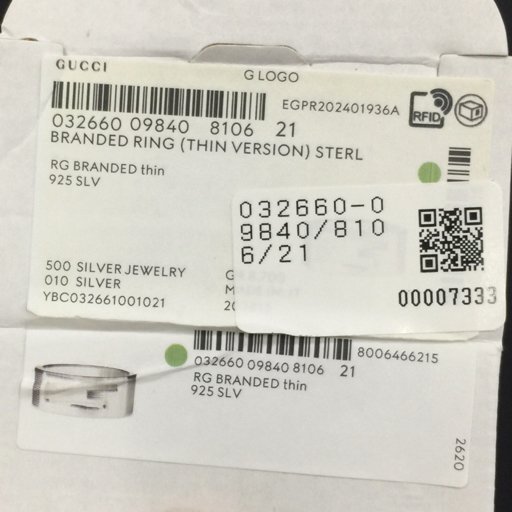 GUCCI
G LOGO
EGPR202401936A
RFID
032660 09840 8106 21
BRANDED RING (THIN VERSION) STERL
RG BRANDED thin
925 SLV
032660-0
9840/810
6/21
00007333
500 SILVER JEWELRY
010 SILVER
YBC032661001021
8006466215
032660 09840 8106 21
RG BRANDED thin
925 SLV
2620